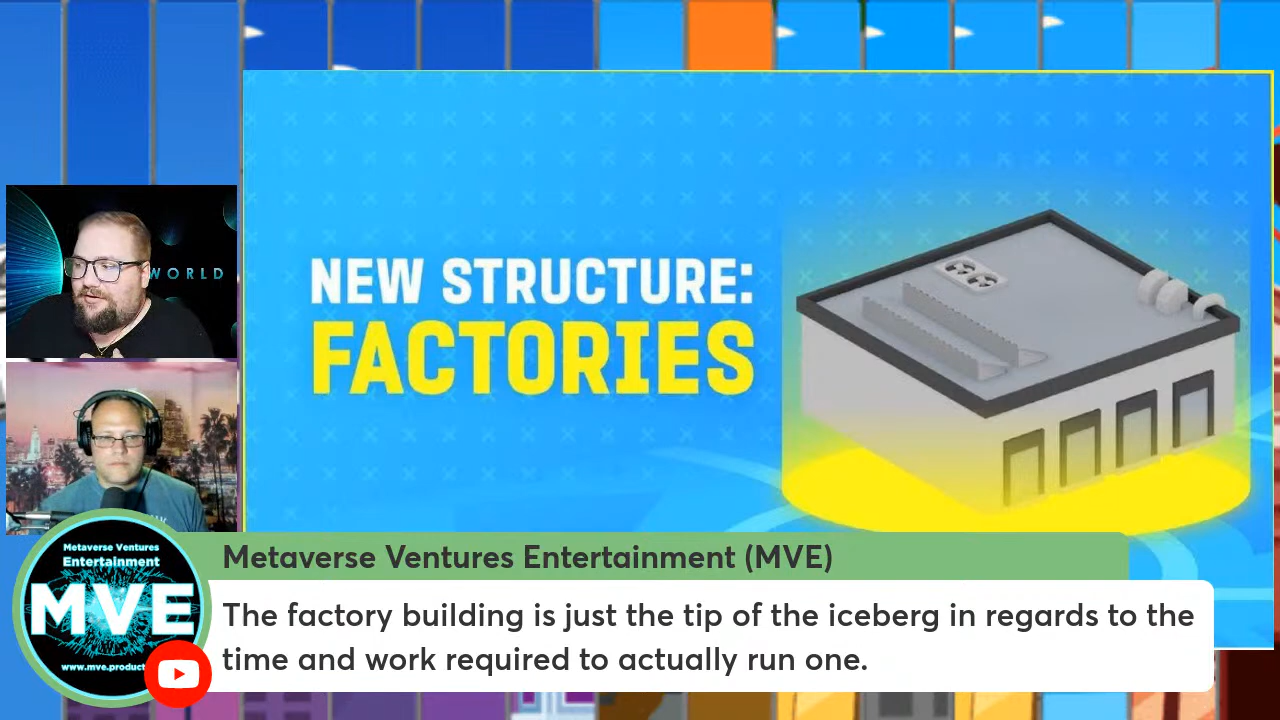 NEW STRUCTURE:
FACTORIES
WORLD
Metaverse Ventures
Entertainment
MVE
www.mve.product
Metaverse Ventures Entertainment (MVE)
The factory building is just the tip of the iceberg in regards to the
time and work required to actually run one.